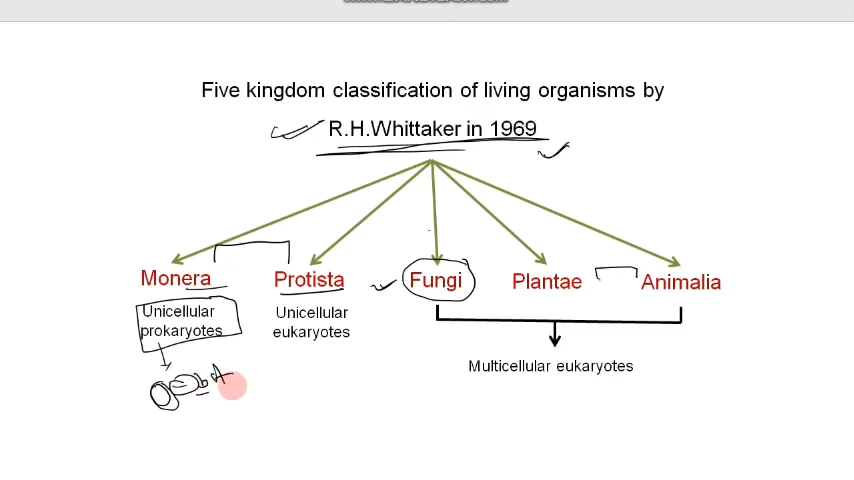 Five kingdom classification of living organisms by
R.H.Whittaker in 1969
Monera Protista Fungi Plantae Animalia
Unicellular prokaryotes
Unicellular eukaryotes
Multicellular eukaryotes